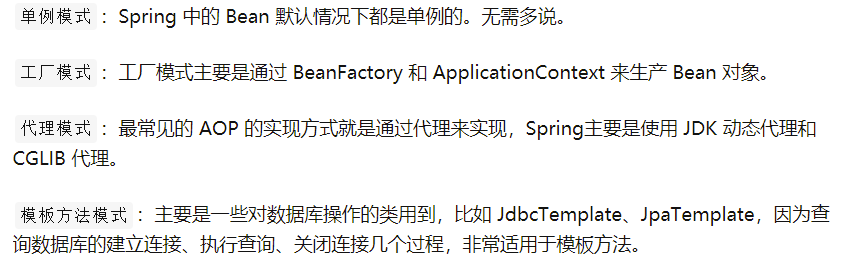 单例模式 ：Spring 中的 Bean 默认情况下都是单例的。无需多说。
工厂模式 ：工厂模式主要是通过 BeanFactory 和 ApplicationContext 来生产 Bean 对象。
代理模式 ：最常见的 AOP 的实现方式就是通过代理来实现，Spring主要是使用 JDK 动态代理和
CGLIB 代理。
模板方法模式 ：主要是一些对数据库操作的类用到，比如 JdbcTemplate、JpaTemplate，因为查
询数据库的建立连接、执行查询、关闭连接几个过程，非常适用于模板方法。